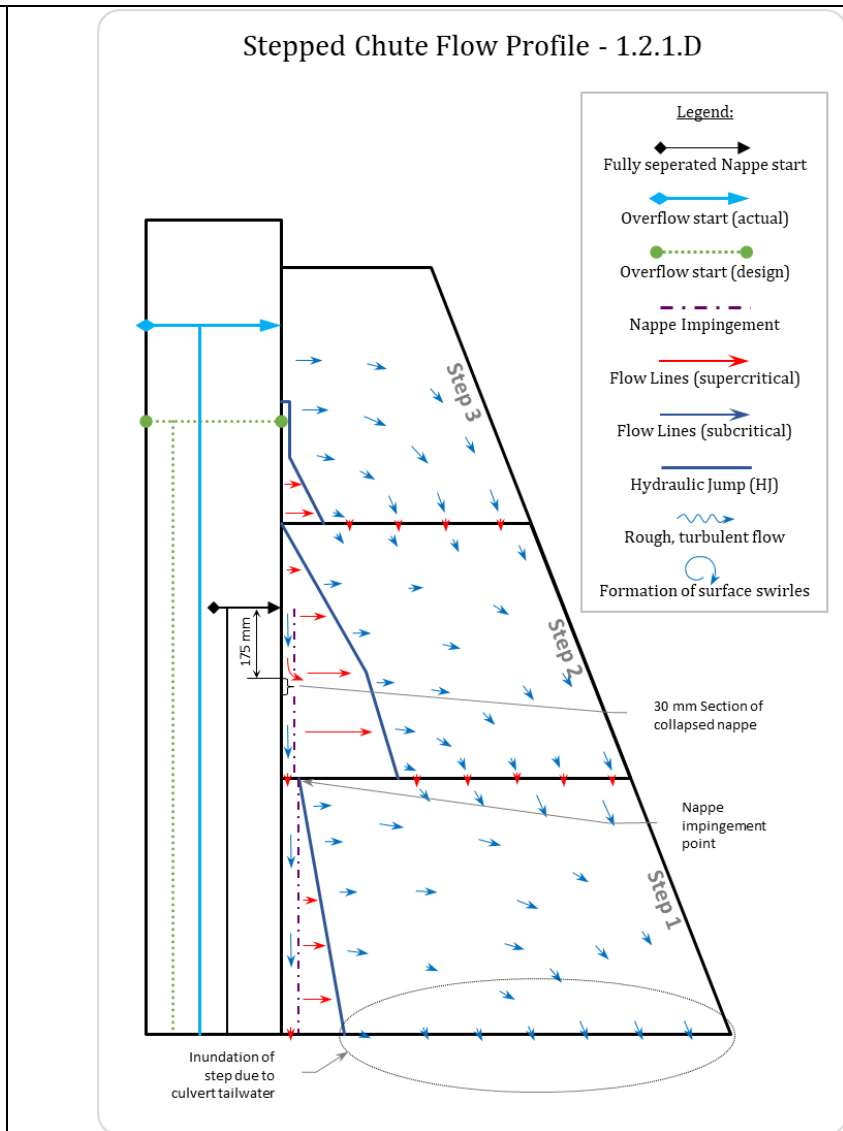 Stepped Chute Flow Profile - 1.2.1.D
Legend:
Fully seperated Nappe start
Overflow start (actual)
Overflow start (design)
Nappe Impingement
Flow Lines (supercritical)
Flow Lines (subcritical)
Hydraulic Jump (HJ)
Rough, turbulent flow
Formation of surface swirles
Step 3
Step 2
175 mm
30 mm Section of
collapsed nappe
Nappe
impingement
point
Step 1
Inundation of
step due to
culvert tailwater